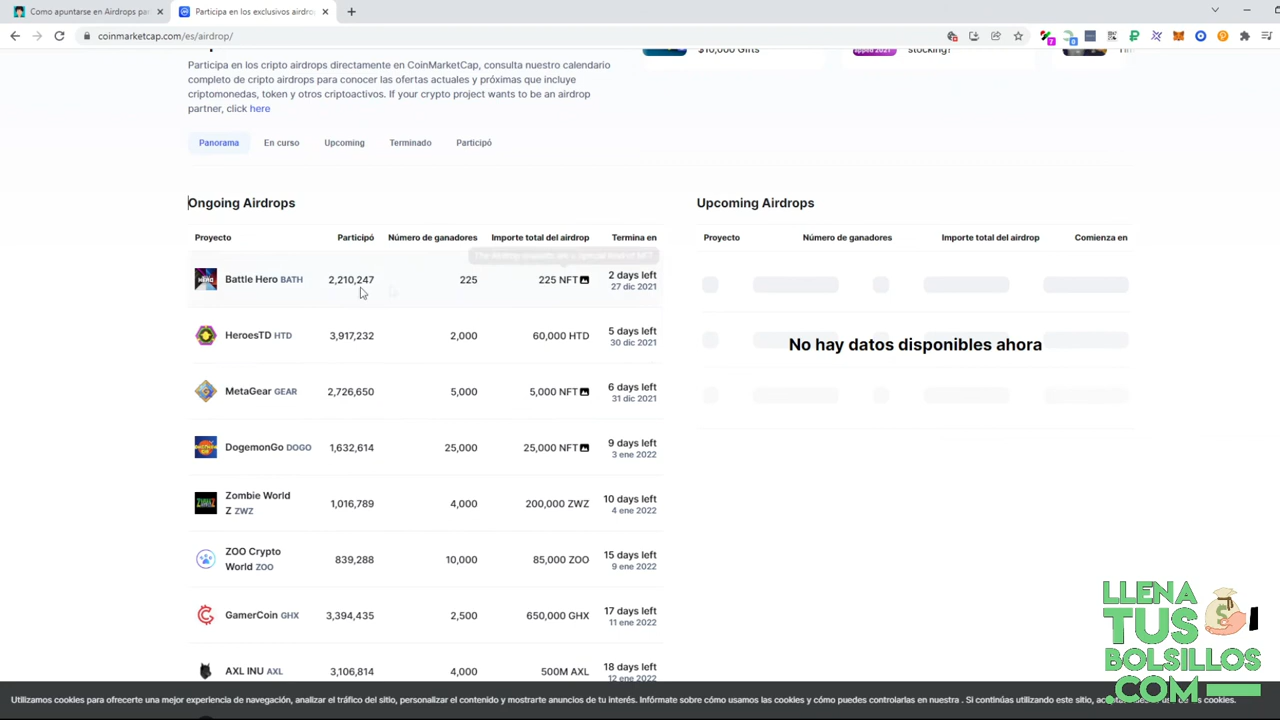 Como apuntarse en Airdrops par
Participa en los exclusivos airdro
coinmarketcap.com/es/airdrop/
7
8
Participa en los cripto airdrops directamente en CoinMarketCap, consulta nuestro calendario
completo de cripto airdrops para conocer las ofertas actuales y próximas que incluye
criptomonedas, token y otros criptoactivos. If your crypto project wants to be an airdrop
partner, click here
$10,000 Gifts
stocking?
Panorama En curso Upcoming Terminado Participó
Ongoing Airdrops
Proyecto Participó Número de ganadores Importe total del airdrop Termina en
Battle Hero BATH 2,210,247 225 225 NFT 2 days left
27 dic 2021
HeroesTD HTD 3,917,232 2,000 60,000 HTD 5 days left
30 dic 2021
MetaGear GEAR 2,726,650 5,000 5,000 NFT 6 days left
31 dic 2021
DogemonGo DOGO 1,632,614 25,000 25,000 NFT 9 days left
3 ene 2022
Zombie World
Z ZWZ 1,016,789 4,000 200,000 ZWZ 10 days left
4 ene 2022
ZOO Crypto
World ZOO 839,288 10,000 85,000 ZOO 15 days left
9 ene 2022
GamerCoin GHX 3,394,435 2,500 650,000 GHX 17 days left
11 ene 2022
AXL INU AXL 3,106,814 4,000 500M AXL 18 days left
12 ene 2022
Upcoming Airdrops
Proyecto Número de ganadores Importe total del airdrop Comienza en
No hay datos disponibles ahora
LLENA
TUS
BOLSILLOS
.COM
Utilizamos cookies para ofrecerte una mejor experiencia de navegación, analizar el tráfico del sitio, personalizar el contenido y mostrarte anuncios de tu interés. Infórmate sobre cómo usamos las cookies y cómo puedes controlarlas en nuestra . Si continúas utilizando este sitio, de cookies.